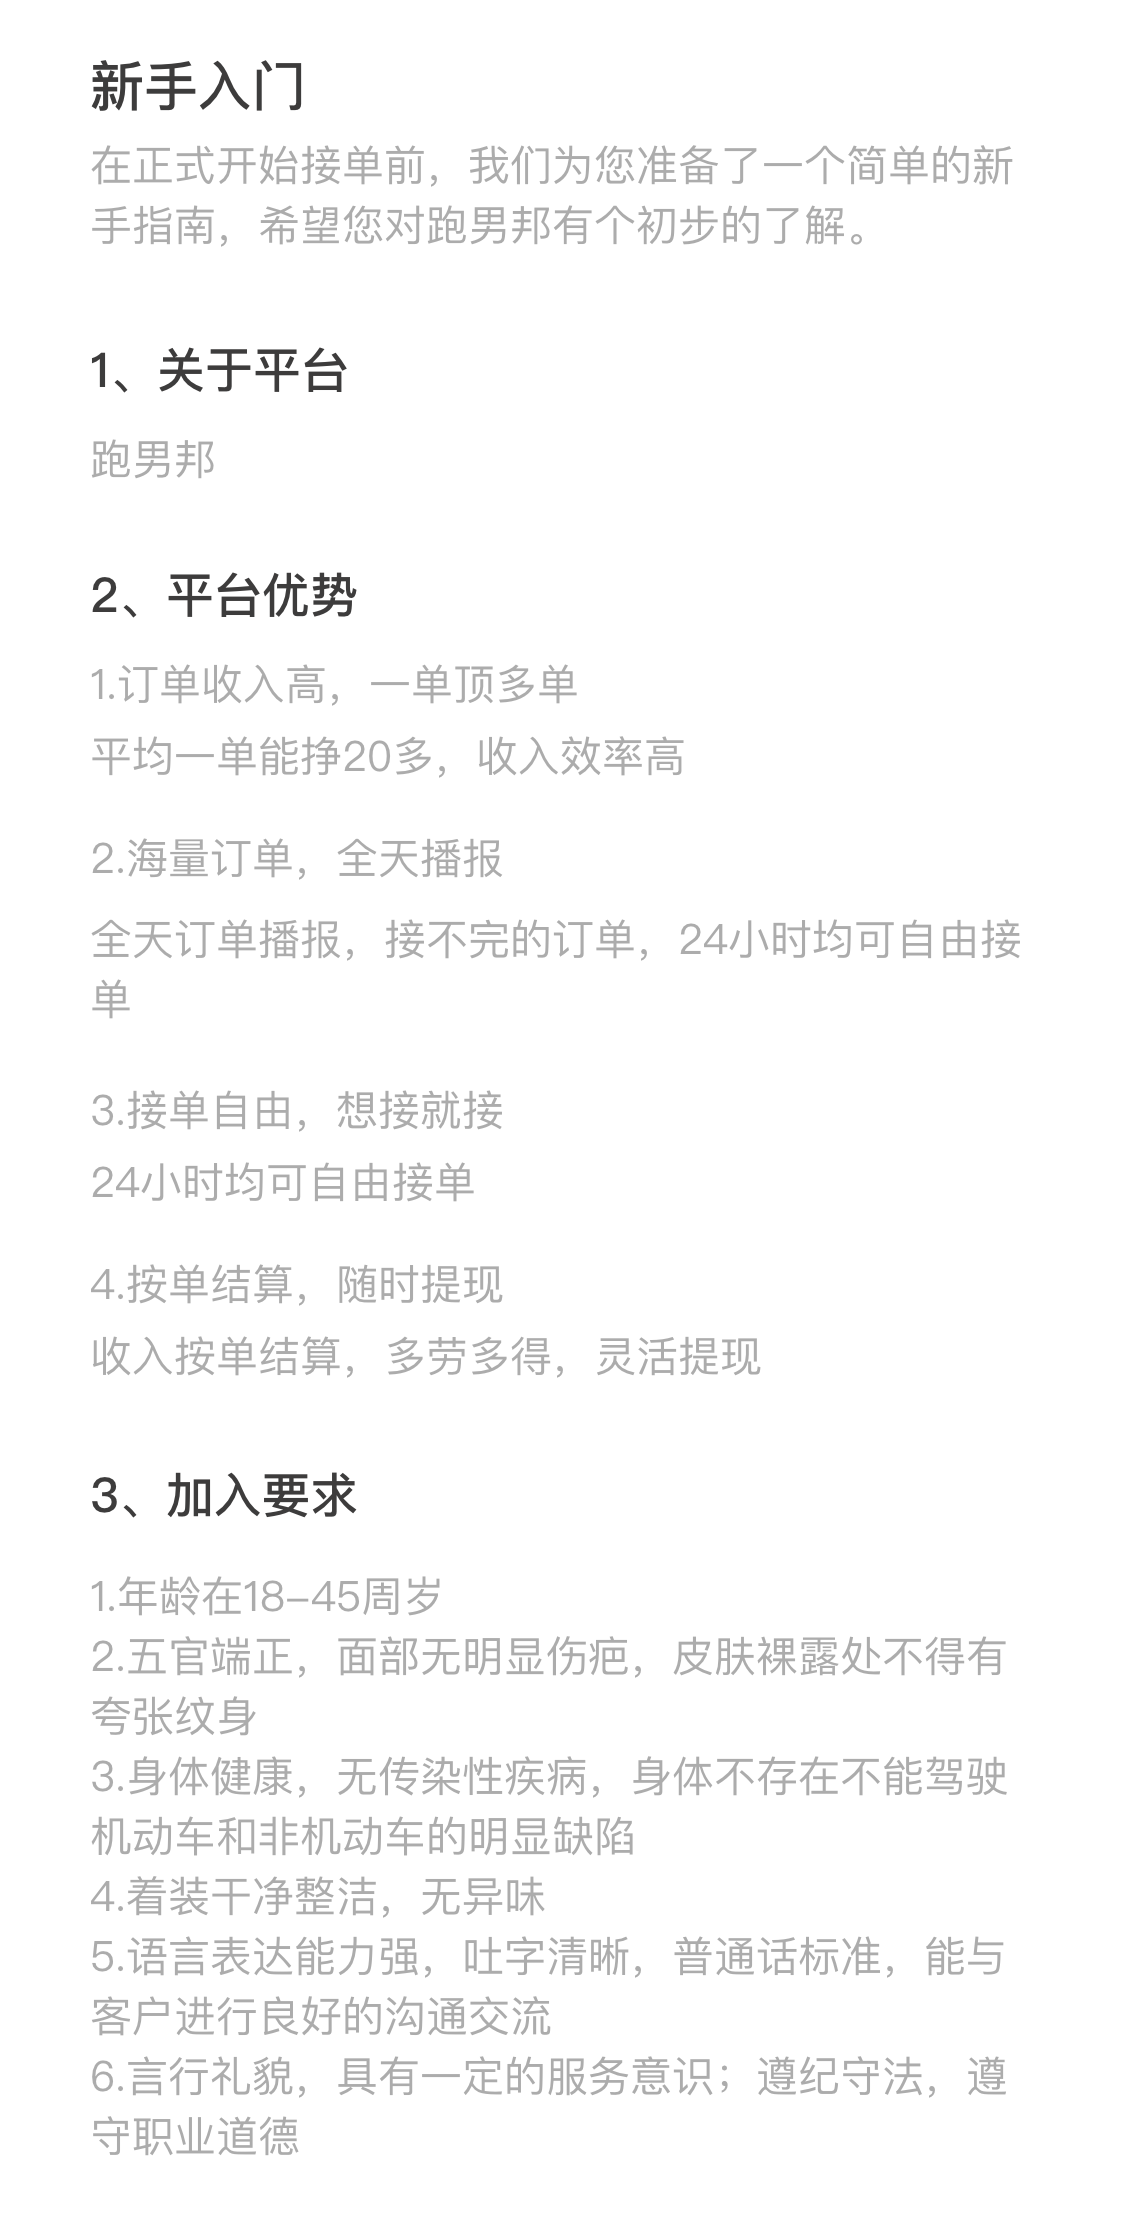 新手入门
在正式开始接单前，我们为您准备了一个简单的新
手指南，希望您对跑男邦有个初步的了解。
1、关于平台
跑男邦
2、平台优势
1.订单收入高，一单顶多单
平均一单能挣20多，收入效率高
2.海量订单，全天播报
全天订单播报，接不完的订单，24小时均可自由接
单
3.接单自由，想接就接
24小时均可自由接单
4.按单结算，随时提现
收入按单结算，多劳多得，灵活提现
3、加入要求
1.年龄在18-45周岁
2.五官端正，面部无明显伤疤，皮肤裸露处不得有
夸张纹身
3.身体健康，无传染性疾病，身体不存在不能驾驶
机动车和非机动车的明显缺陷
4.着装干净整洁，无异味
5.语言表达能力强，吐字清晰，普通话标准，能与
客户进行良好的沟通交流
6.言行礼貌，具有一定的服务意识；遵纪守法，遵
守职业道德